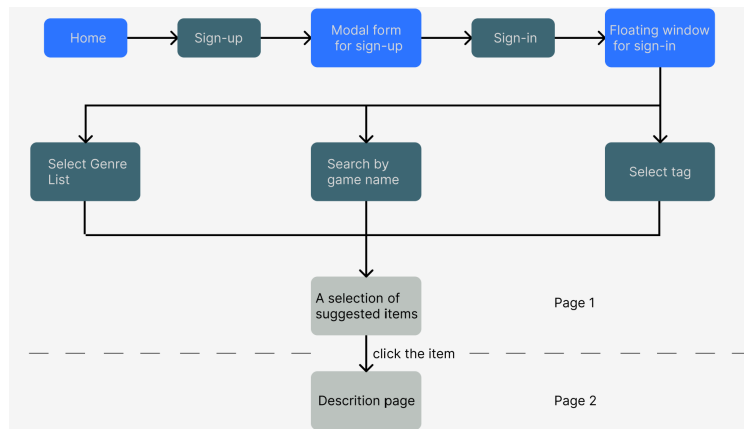 Home
Sign-up
Modal form
for sign-up
Sign-in
Floating window
for sign-in
Select Genre
List
Search by
game name
Select tag
A selection of
suggested items
Page 1
click the item
Descrition page
Page 2